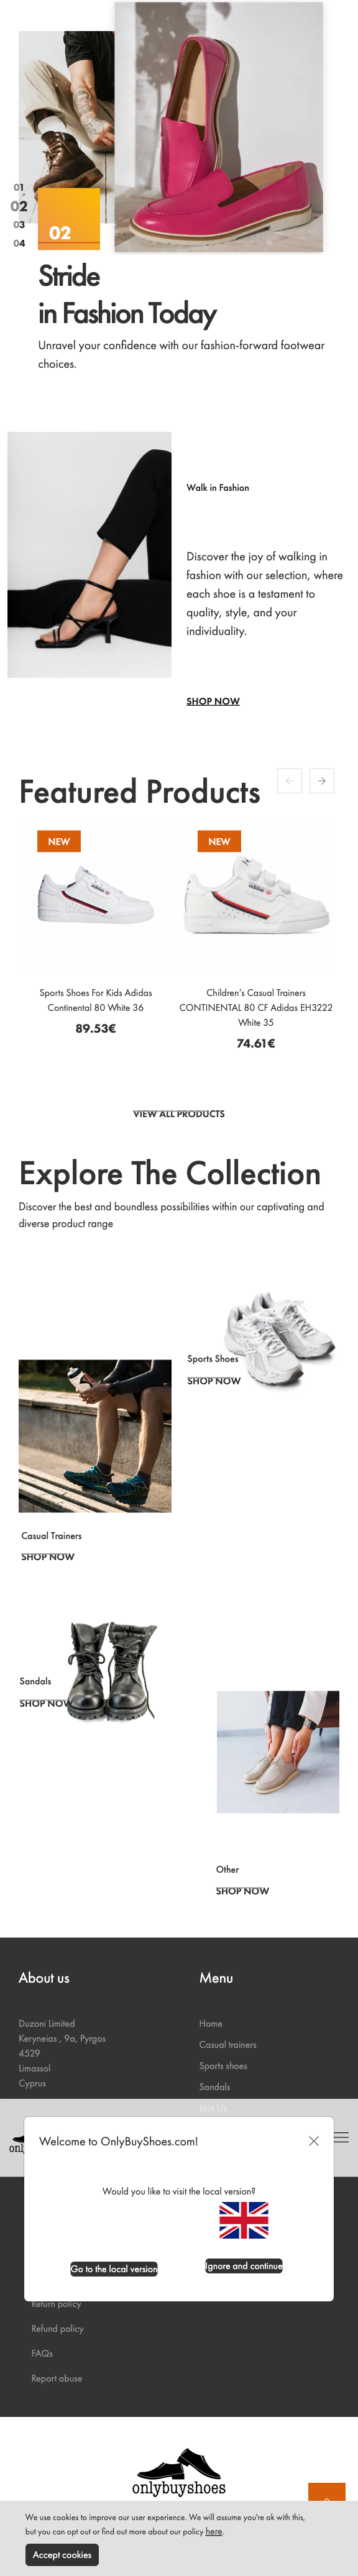 01
02
03
04
02
Stride
in Fashion Today
Unravel your confidence with our fashion-forward footwear
choices.
Walk in Fashion
Discover the joy of walking in
fashion with our selection, where
each shoe is a testament to
quality, style, and your
individuality.
SHOP NOW
Featured Products
NEW
NEW
Sports Shoes For Kids Adidas
Continental 80 White 36
89.53€
Children's Casual Trainers
CONTINENTAL 80 CF Adidas EH3222
White 35
74.61€
VIEW ALL PRODUCTS
Explore The Collection
Discover the best and boundless possibilities within our captivating and
diverse product range
Sports Shoes
SHOP NOW
Casual Trainers
SHOP NOW
Sandals
SHOP NOW
Other
SHOP NOW
About us
Duzoni Limited
Keryneias , 9a, Pyrgos
4529
Limassol
Cyprus
Menu
Home
Casual trainers
Sports shoes
Sandals
Join Us
Welcome to OnlyBuyShoes.com!
Would you like to visit the local version?
Go to the local version
Ignore and continue
Return policy
Refund policy
FAQs
Report abuse
onlybuyshoes
We use cookies to improve our user experience. We will assume you're ok with this,
but you can opt out or find out more about our policy here.
Accept cookies